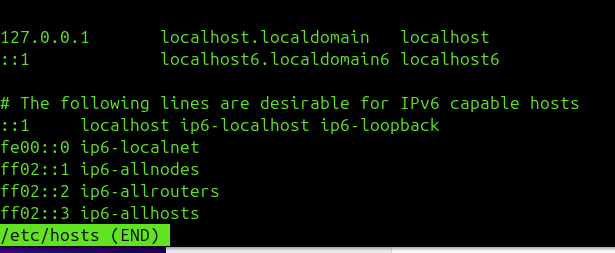 127.0.0.1       localhost.localdomain   localhost
::1             localhost6.localdomain6 localhost6
# The following lines are desirable for IPv6 capable hosts
::1     localhost ip6-localhost ip6-loopback
fe00::0 ip6-localnet
ff02::1 ip6-allnodes
ff02::2 ip6-allrouters
ff02::3 ip6-allhosts
/etc/hosts (END)